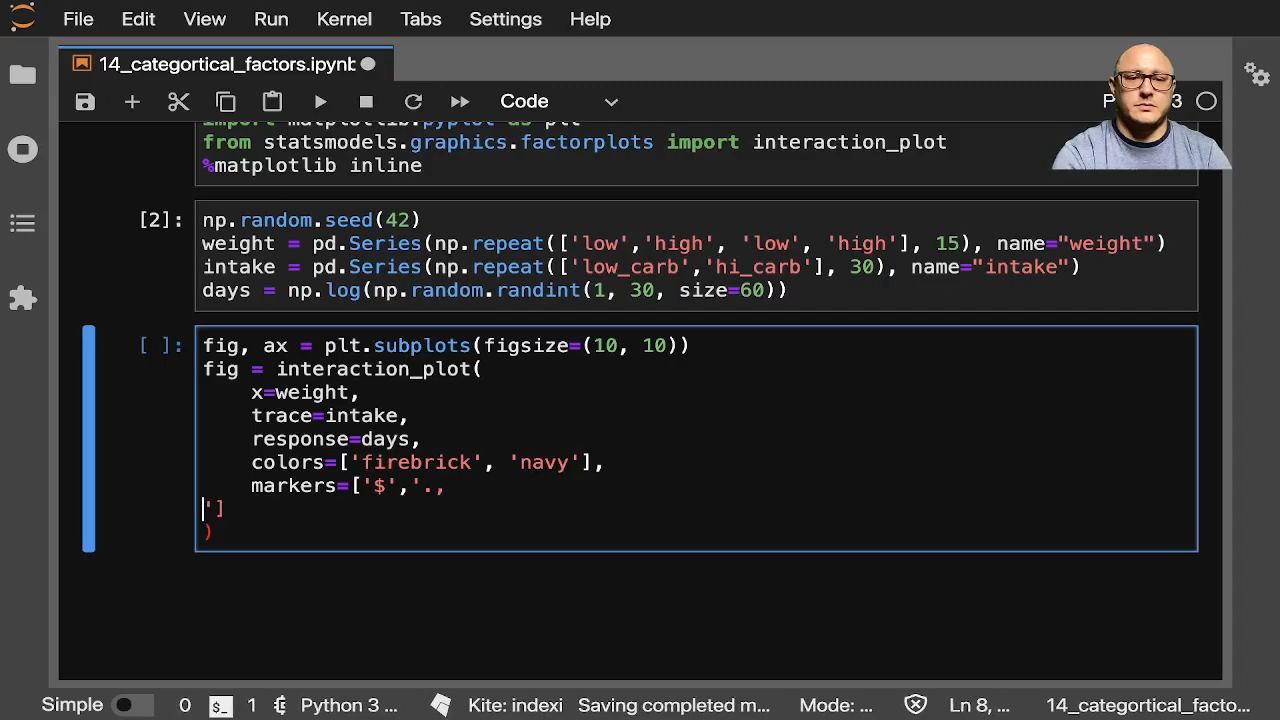 File Edit View Run Kernel Tabs Settings Help
14_categortical_factors.ipynb
Code
import matplotlib.pyplot as plt
from statsmodels.graphics.factorplots import interaction_plot
%matplotlib inline
[2]:
np.random.seed(42)
weight = pd.Series(np.repeat(['low','high', 'low', 'high'], 15), name="weight")
intake = pd.Series(np.repeat(['low_carb','hi_carb'], 30), name="intake")
days = np.log(np.random.randint(1, 30, size=60))
[ ]:
fig, ax = plt.subplots(figsize=(10, 10))
fig = interaction_plot(
x=weight,
trace=intake,
response=days,
colors=['firebrick', 'navy'],
markers=['$','.,
']
)
Simple 0 1 Python 3 ... Kite: indexi Saving completed m... Mode: ... Ln 8, ... 14_categortical_facto...